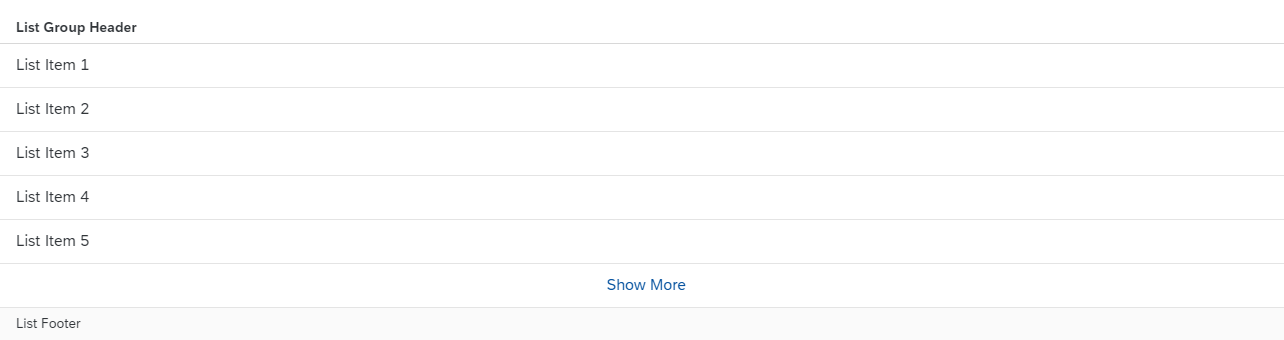 List Group Header
List Item 1
List Item 2
List Item 3
List Item 4
List Item 5
Show More
List Footer